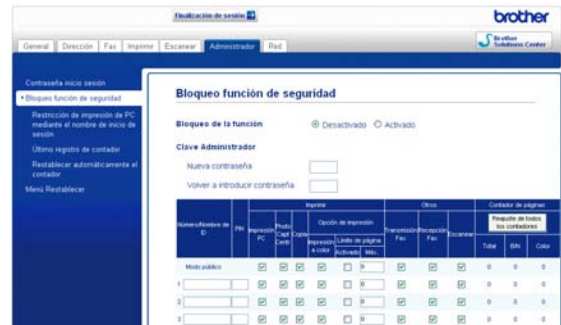 Finalización de sesión
brother
General Dirección Fax Imprimir Escanear Administrador Red
Brother Solutions Center
Contraseña inicio sesión
Bloqueo función de seguridad
Restricción de impresión de PC
mediante el nombre de inicio de
sesión
Último registro de contador
Restablecer automáticamente el
contador
Menú Restablecer
Bloqueo función de seguridad
Bloqueo de la función Desactivado Activado
Clave Administrador
Nueva contraseña
Volver a introducir contraseña
Imprimir Otros Contador de páginas
Número/Nombre de ID PIN Impresión PC Photo Capt Centr. Copia Opción de impresión Transmisión Fax Recepción Fax Escanear Reajuste de todos los contadores
Impresión a color Límite de página Total B/N Color
Activado Máx.
Modo público 0 0 0 0
1 0 0 0 0
2 0 0 0 0
3 0 0 0 0